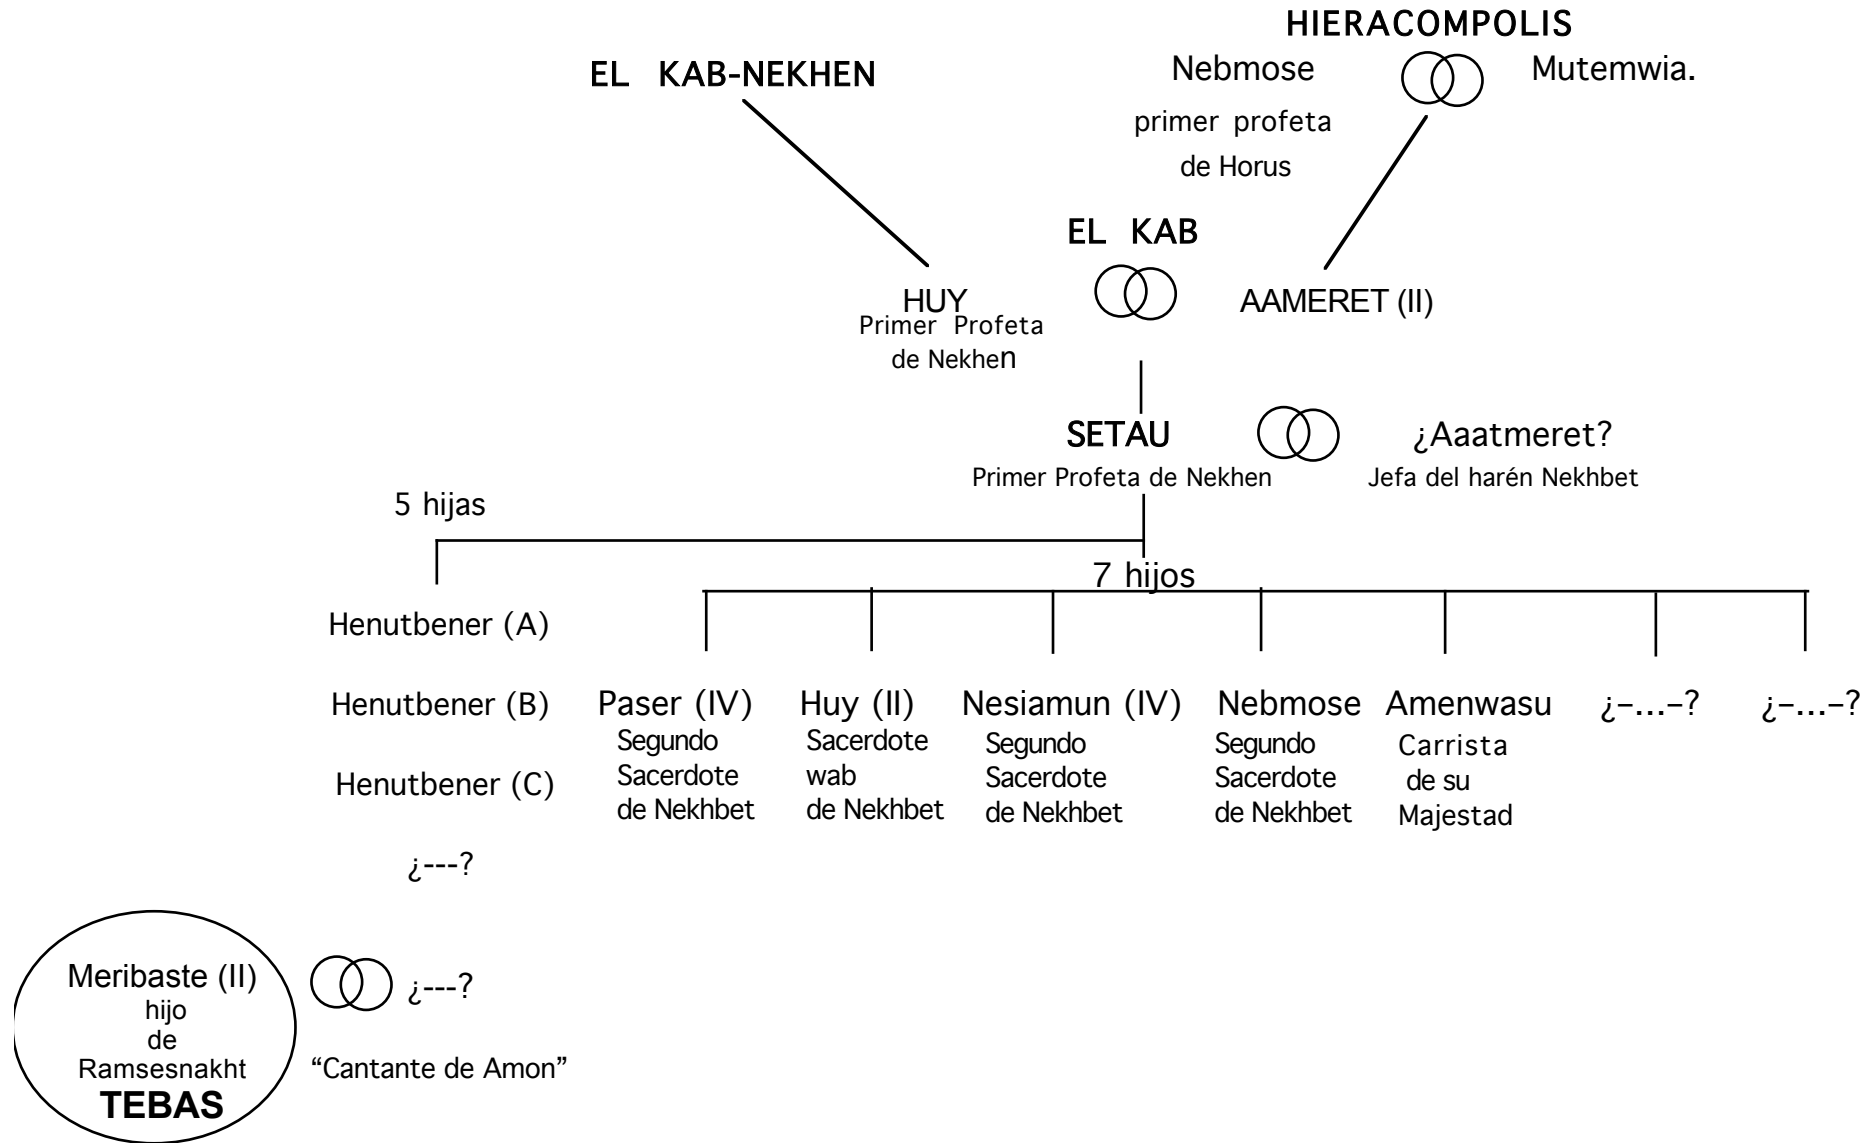 HIERACOMPOLIS
EL KAB-NEKHEN
Nebmose
Mutemwia.
primer profeta
de Horus
EL KAB
HUY
Primer Profeta
de Nekhen
AAMERET (II)
SETAU
Primer Profeta de Nekhen
¿Aaatmeret?
Jefa del harén Nekhbet
5 hijas
7 hijos
Henutbener (A)
Henutbener (B)
Henutbener (C)
¿---?
Paser (IV)
Segundo
Sacerdote
de Nekhbet
Huy (II)
Sacerdote
wab
de Nekhbet
Nesiamun (IV)
Segundo
Sacerdote
de Nekhbet
Nebmose
Segundo
Sacerdote
de Nekhbet
Amenwasu
Carrista
de su
Majestad
¿–...–?
¿–...–?
Meribaste (II)
hijo
de
Ramsesnakht
TEBAS
¿---?
“Cantante de Amon”